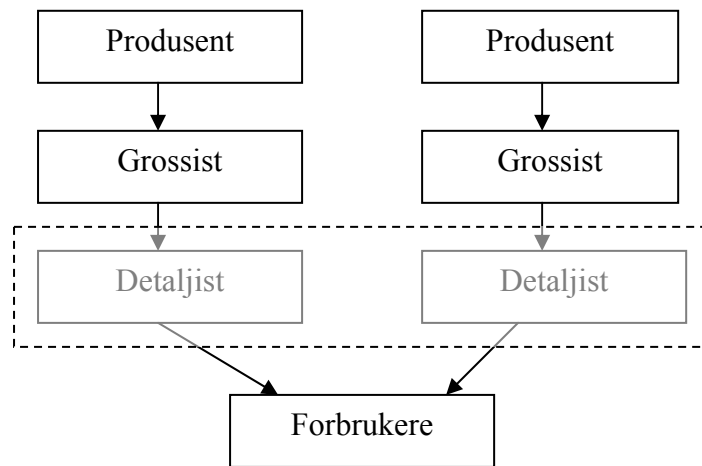 Produsent
Produsent
Grossist
Grossist
Detaljist
Detaljist
Forbrukere